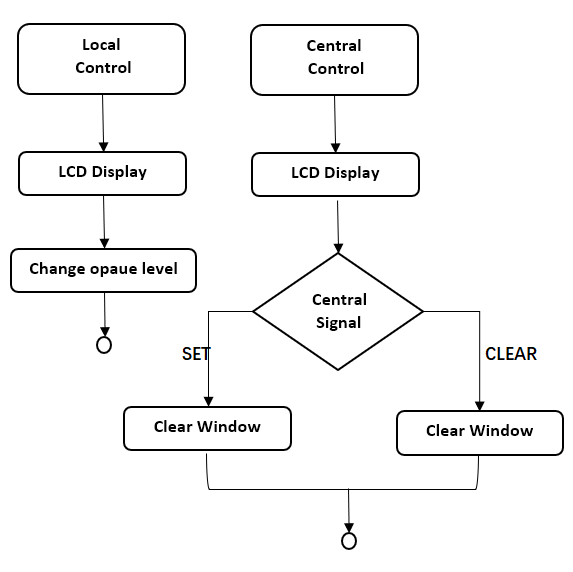 Local
Control
Central
Control
LCD Display
LCD Display
Change opaue level
Central
Signal
SET
CLEAR
Clear Window
Clear Window